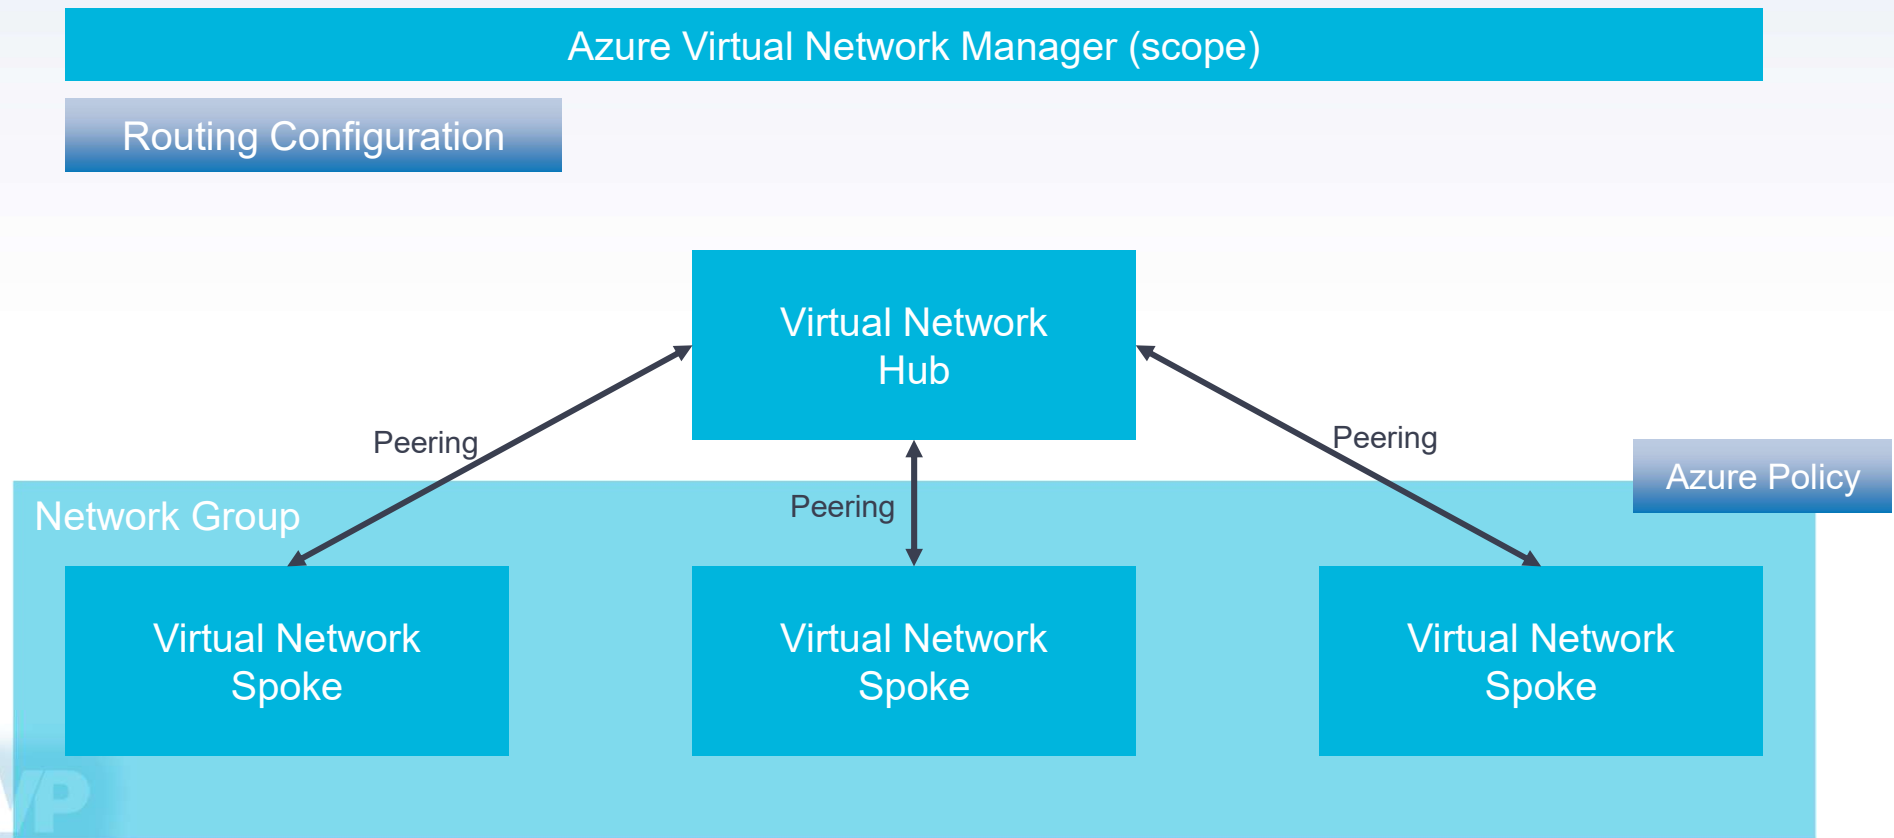 Azure Virtual Network Manager (scope)
Routing Configuration
Virtual Network
Hub
Peering
Peering
Peering
Azure Policy
Network Group
Virtual Network
Spoke
Virtual Network
Spoke
Virtual Network
Spoke
VP